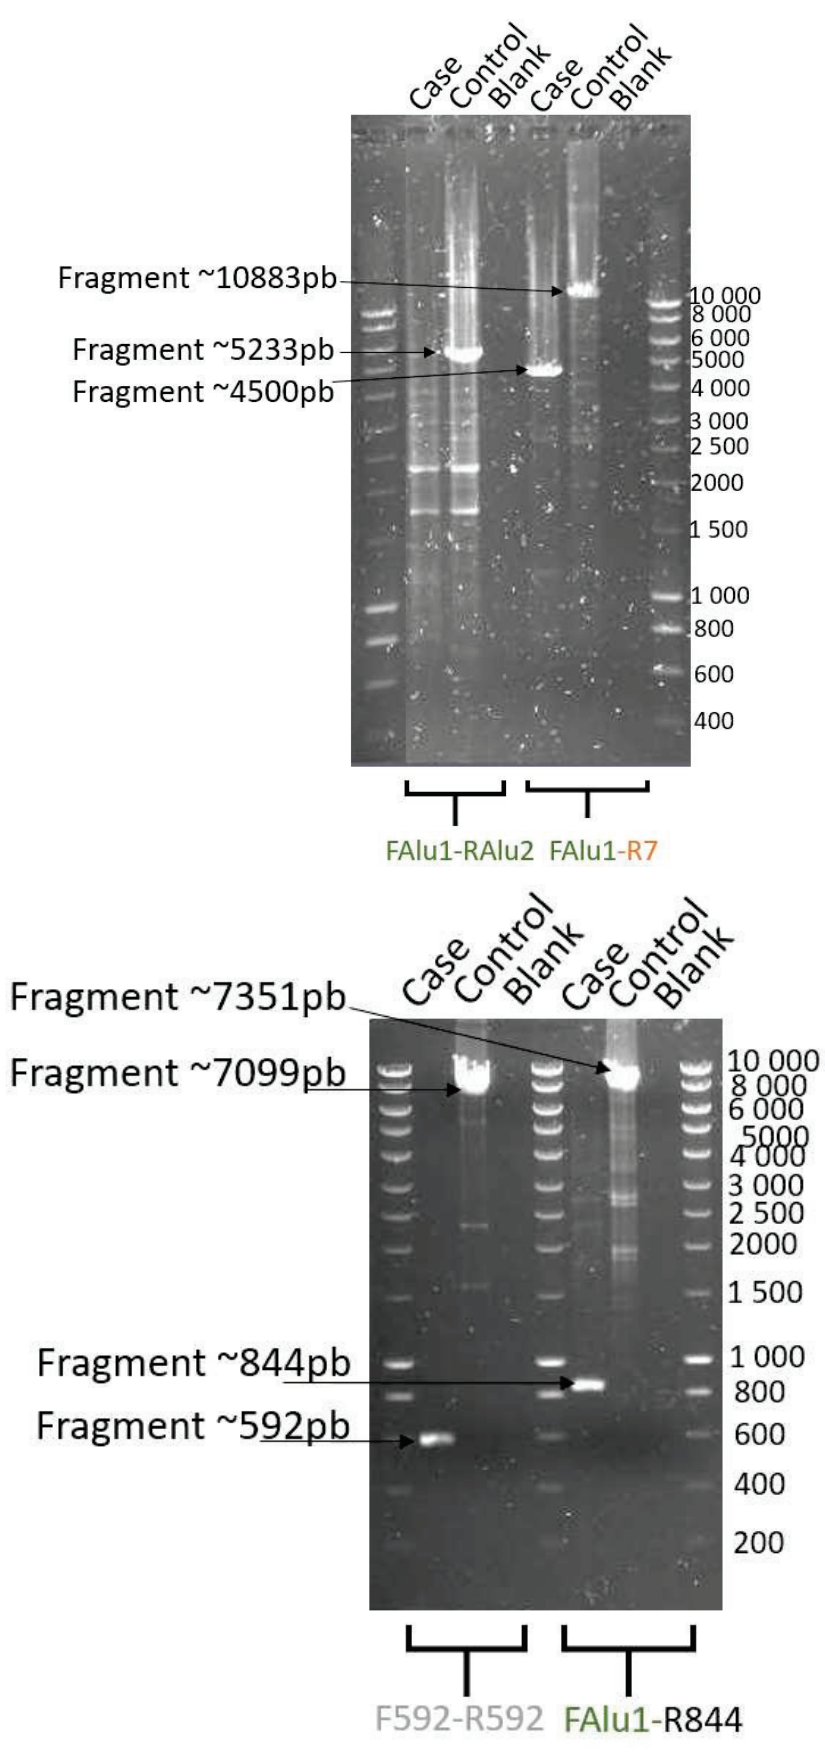 Case
Control
Blank
Case
Control
Blank
Fragment ~10883pb
Fragment ~5233pb
Fragment ~4500pb
10 000
8 000
6 000
5000
4 000
3 000
2 500
2000
1 500
1 000
800
600
400
FAlu1-RAlu2 FAlu1-R7
Case
Control
Blank
Case
Control
Blank
Fragment ~7351pb
Fragment ~7099pb
Fragment ~844pb
Fragment ~592pb
10 000
8 000
6 000
5000
4 000
3 000
2 500
2000
1 500
1 000
800
600
400
200
F592-R592 FAlu1-R844